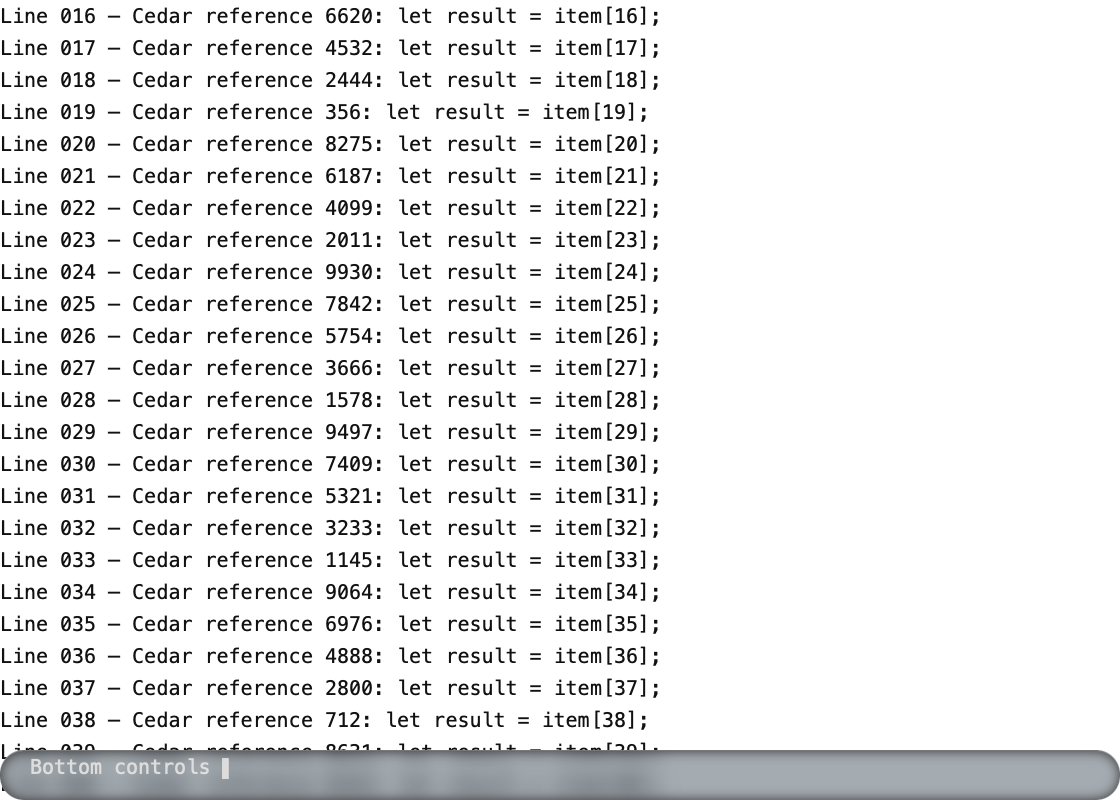 Line 016 – Cedar reference 6620: let result = item[16];
Line 017 – Cedar reference 4532: let result = item[17];
Line 018 – Cedar reference 2444: let result = item[18];
Line 019 – Cedar reference 356: let result = item[19];
Line 020 – Cedar reference 8275: let result = item[20];
Line 021 – Cedar reference 6187: let result = item[21];
Line 022 – Cedar reference 4099: let result = item[22];
Line 023 – Cedar reference 2011: let result = item[23];
Line 024 – Cedar reference 9930: let result = item[24];
Line 025 – Cedar reference 7842: let result = item[25];
Line 026 – Cedar reference 5754: let result = item[26];
Line 027 – Cedar reference 3666: let result = item[27];
Line 028 – Cedar reference 1578: let result = item[28];
Line 029 – Cedar reference 9497: let result = item[29];
Line 030 – Cedar reference 7409: let result = item[30];
Line 031 – Cedar reference 5321: let result = item[31];
Line 032 – Cedar reference 3233: let result = item[32];
Line 033 – Cedar reference 1145: let result = item[33];
Line 034 – Cedar reference 9064: let result = item[34];
Line 035 – Cedar reference 6976: let result = item[35];
Line 036 – Cedar reference 4888: let result = item[36];
Line 037 – Cedar reference 2800: let result = item[37];
Line 038 – Cedar reference 712: let result = item[38];
Bottom controls